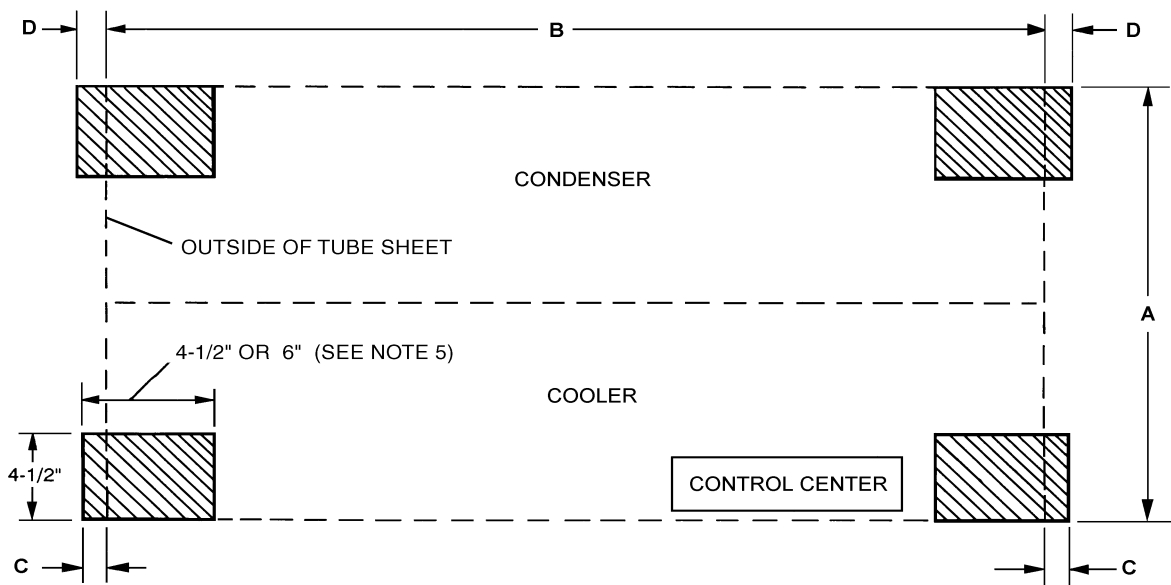 D
B
D
CONDENSER
OUTSIDE OF TUBE SHEET
A
4-1/2" OR 6" (SEE NOTE 5)
COOLER
4-1/2"
CONTROL CENTER
C
C